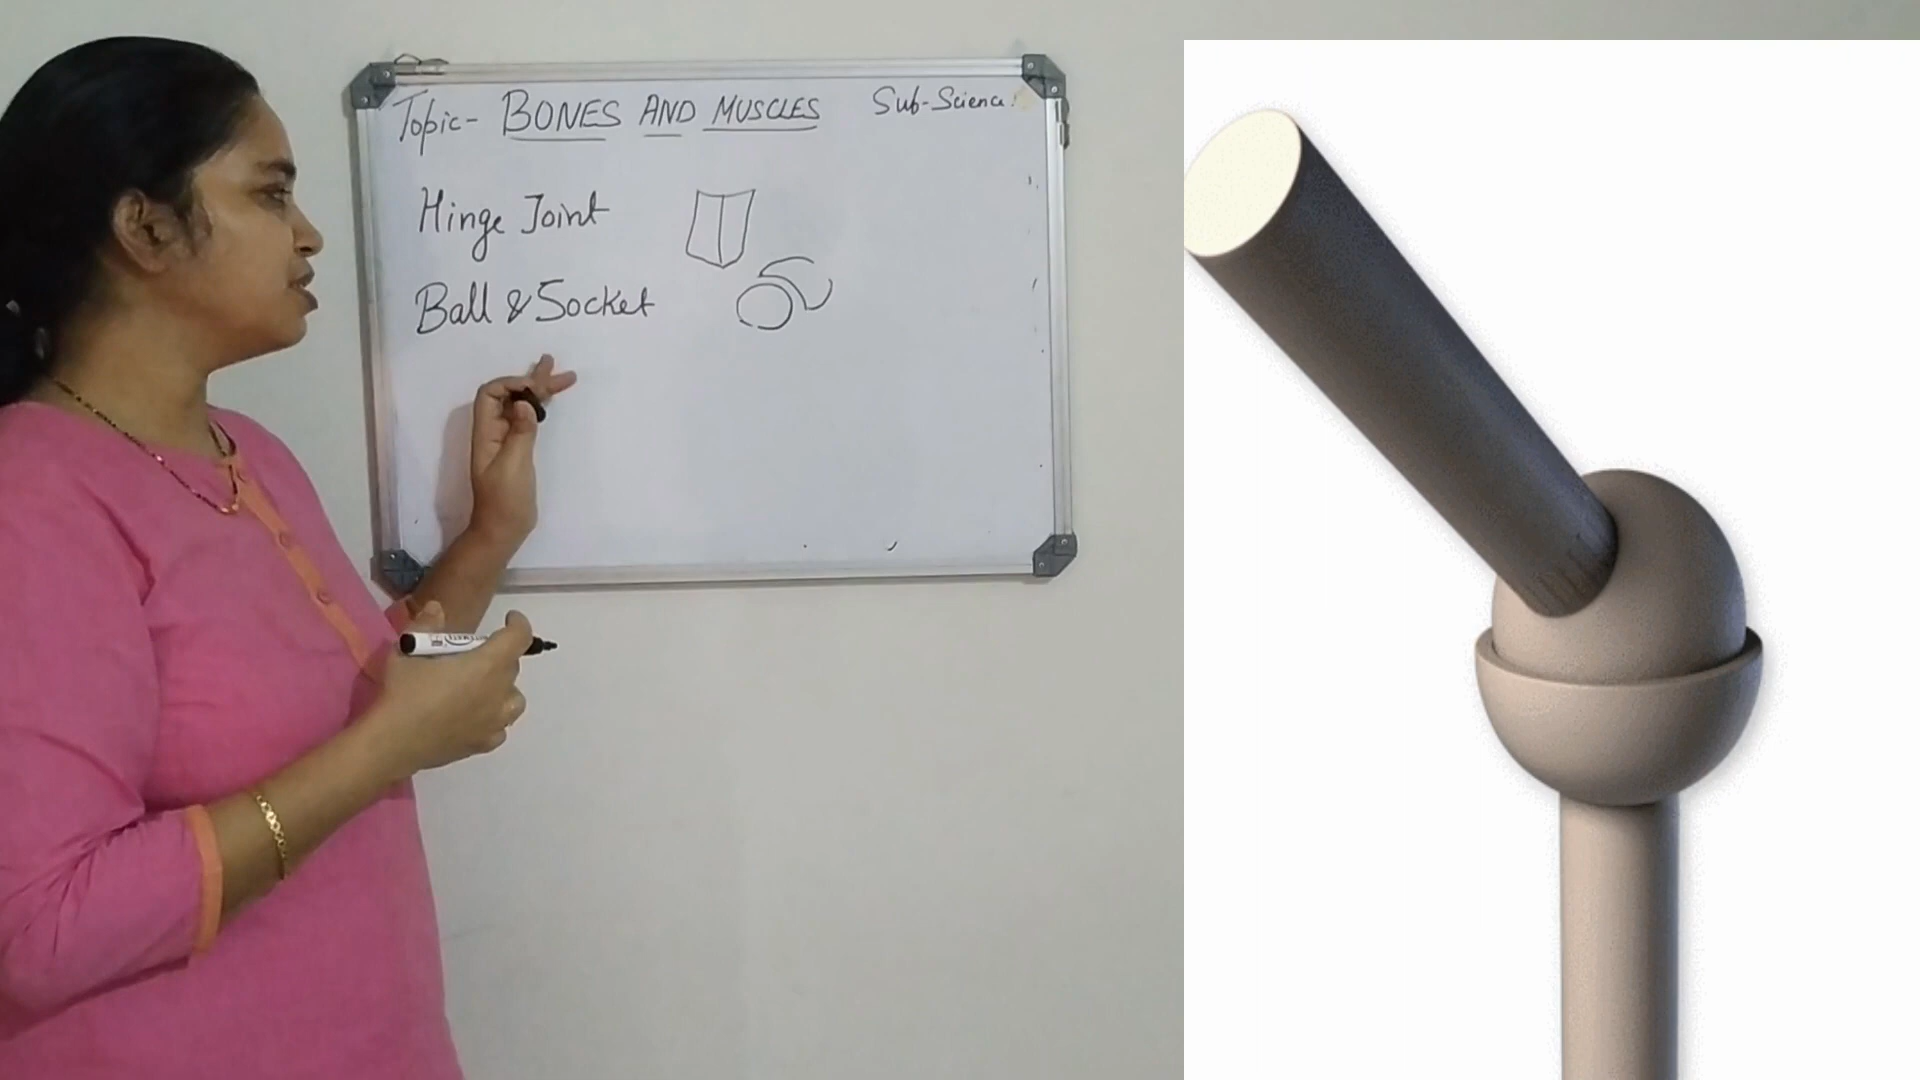 Topic- BONES AND MUSCLES Sub-Science.
Hinge Joint
Ball & Socket